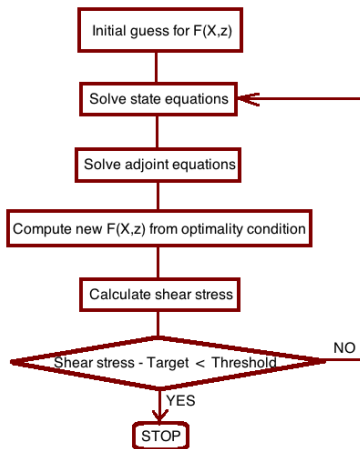 Initial guess for F(X,z)
Solve state equations
Solve adjoint equations
Compute new F(X,z) from optimality condition
Calculate shear stress
Shear stress - Target < Threshold
NO
YES
STOP